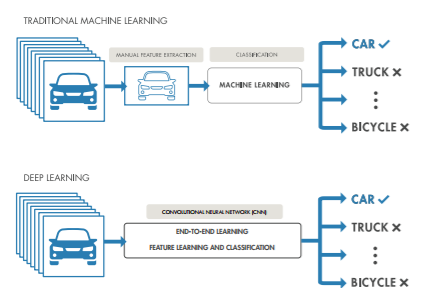 TRADITIONAL MACHINE LEARNING
MANUAL FEATURE EXTRACTION
CLASSIFICATION
MACHINE LEARNING
CAR ✓
TRUCK ✕
⋮
BICYCLE ✕
DEEP LEARNING
CONVOLUTIONAL NEURAL NETWORK (CNN)
END-TO-END LEARNING
FEATURE LEARNING AND CLASSIFICATION
CAR ✓
TRUCK ✕
⋮
BICYCLE ✕